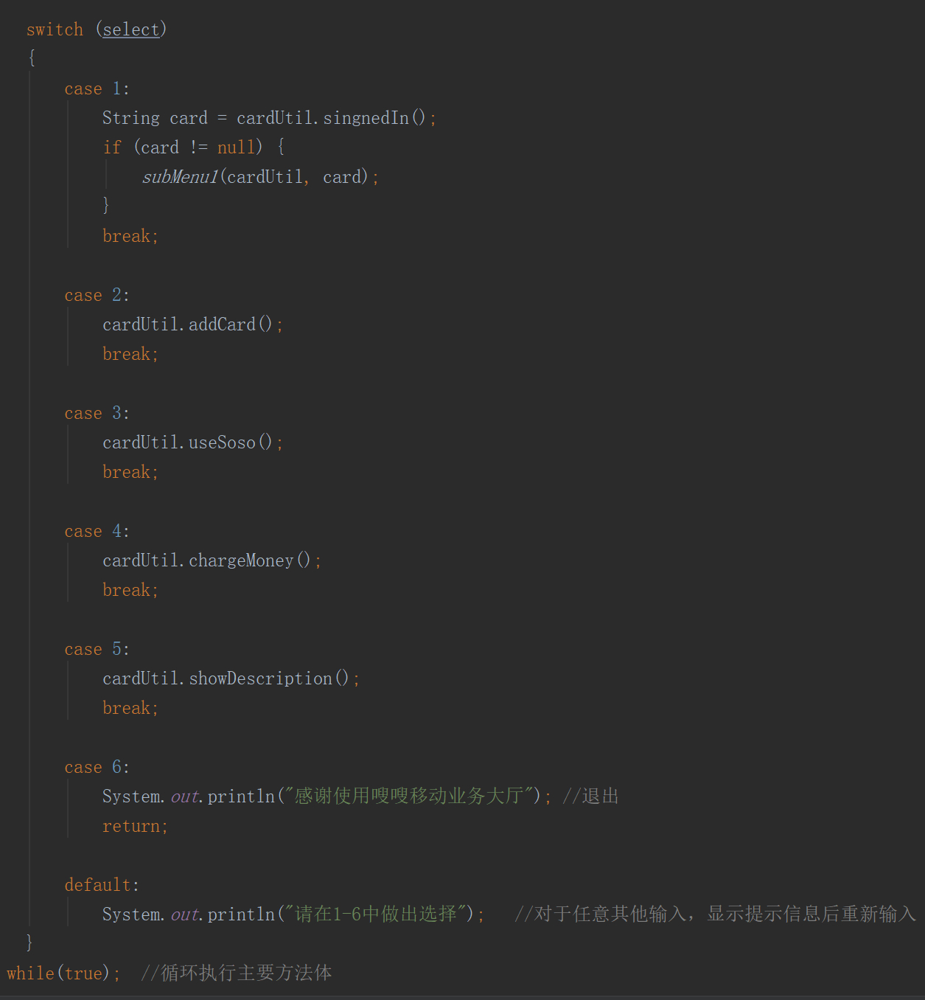 switch (select)
{
case 1:
String card = cardUtil.singnedIn();
if (card != null) {
subMenu1(cardUtil, card);
}
break;
case 2:
cardUtil.addCard();
break;
case 3:
cardUtil.useSoso();
break;
case 4:
cardUtil.chargeMoney();
break;
case 5:
cardUtil.showDescription();
break;
case 6:
System.out.println("感谢使用嗖嗖移动业务大厅"); //退出
return;
default:
System.out.println("请在1-6中做出选择"); //对于任意其他输入，显示提示信息后重新输入
}
while(true); //循环执行主要方法体